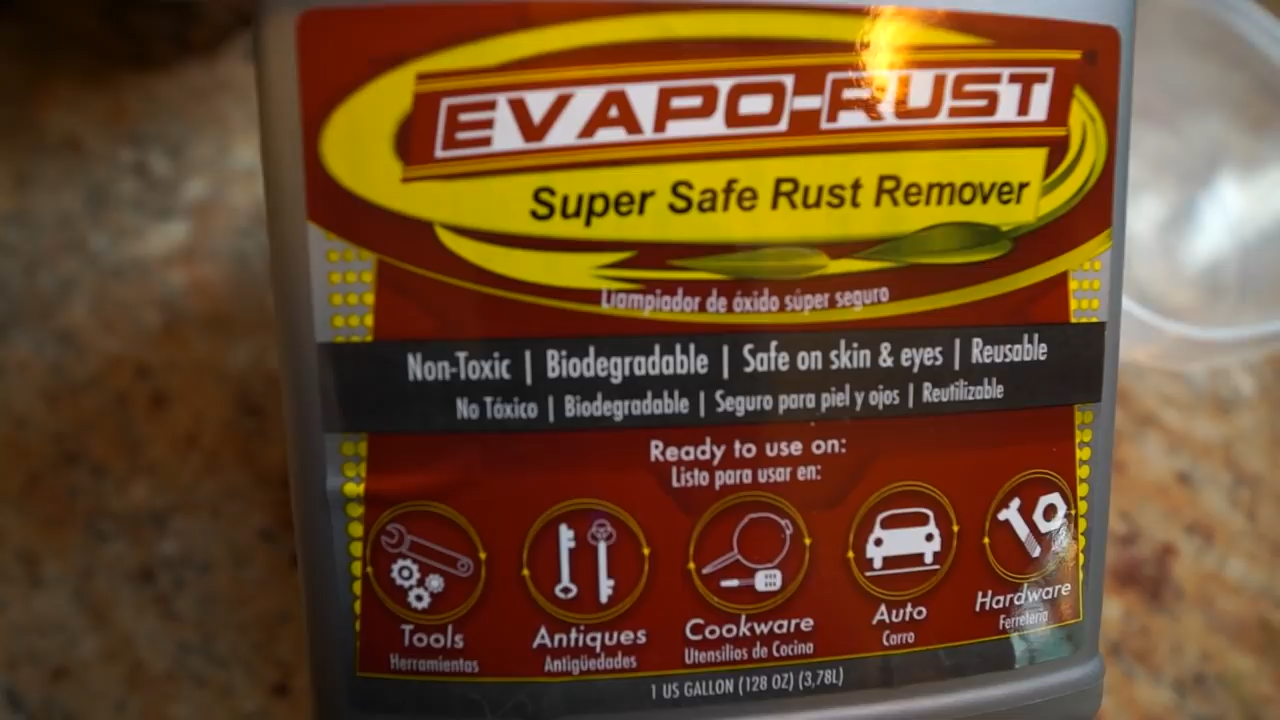 EVAPO-RUST
Super Safe Rust Remover
Liampiador de óxido súper seguro
Non-Toxic | Biodegradable | Safe on skin & eyes | Reusable
No Tóxico | Biodegradable | Seguro para piel y ojos | Reutilizable
Ready to use on:
Listo para usar en:
Tools Antiques Cookware Auto Hardware
Herramientas Antigüedades Utensilios de Cocina Carro Ferretería
1 US GALLON (128 OZ) (3,78L)